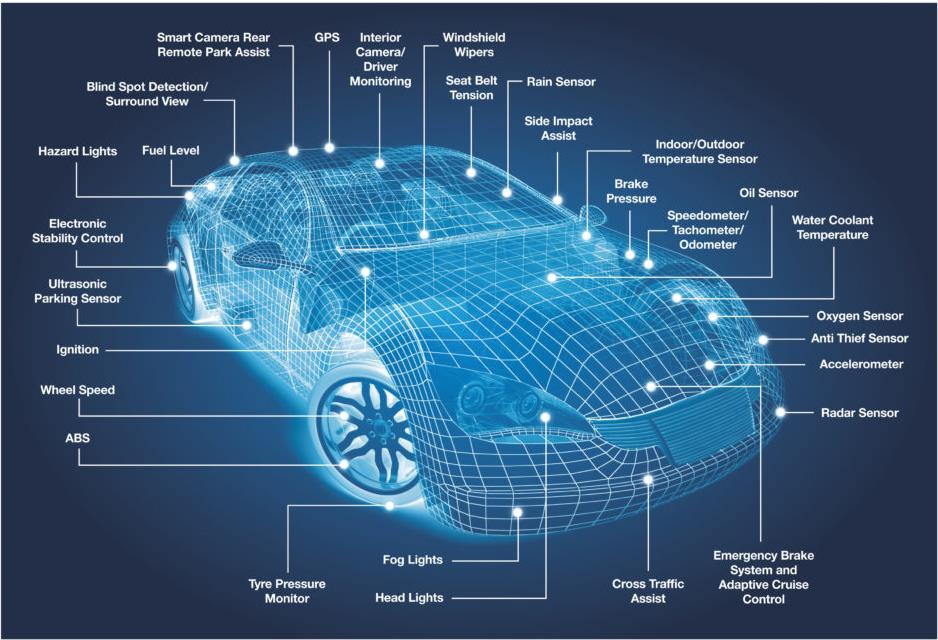 Smart Camera Rear
Remote Park Assist
GPS
Interior
Camera/
Driver
Monitoring
Windshield
Wipers
Seat Belt
Tension
Rain Sensor
Blind Spot Detection/
Surround View
Side Impact
Assist
Hazard Lights
Fuel Level
Indoor/Outdoor
Temperature Sensor
Brake
Pressure
Oil Sensor
Speedometer/
Tachometer/
Odometer
Water Coolant
Temperature
Electronic
Stability Control
Ultrasonic
Parking Sensor
Oxygen Sensor
Anti Thief Sensor
Ignition
Accelerometer
Wheel Speed
Radar Sensor
ABS
Fog Lights
Tyre Pressure
Monitor
Head Lights
Cross Traffic
Assist
Emergency Brake
System and
Adaptive Cruise
Control